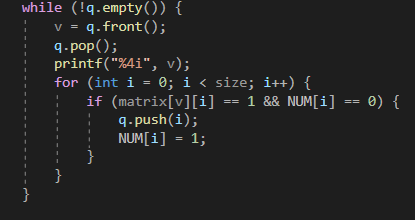 while (!q.empty()) {
    v = q.front();
    q.pop();
    printf("%4i", v);
    for (int i = 0; i < size; i++) {
        if (matrix[v][i] == 1 && NUM[i] == 0) {
            q.push(i);
            NUM[i] = 1;
        }
    }
}